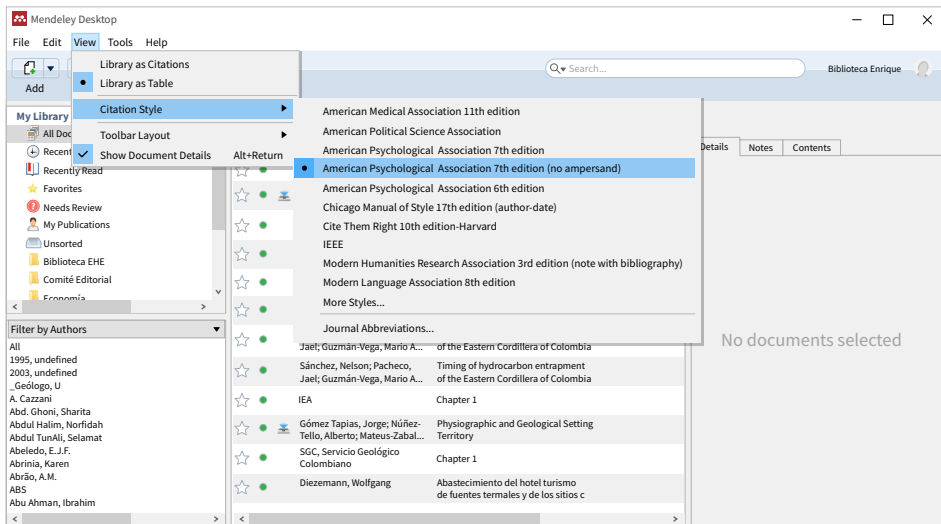 Mendeley Desktop
File Edit View Tools Help
Add
Search...
Biblioteca Enrique
Library as Citations
Library as Table
Citation Style
Toolbar Layout
Show Document Details Alt+Return
American Medical Association 11th edition
American Political Science Association
American Psychological Association 7th edition
American Psychological Association 7th edition (no ampersand)
American Psychological Association 6th edition
Chicago Manual of Style 17th edition (author-date)
Cite Them Right 10th edition-Harvard
IEEE
Modern Humanities Research Association 3rd edition (note with bibliography)
Modern Language Association 8th edition
More Styles...
Journal Abbreviations...
My Library
All Doc
Recent
Recently Read
Favorites
Needs Review
My Publications
Unsorted
Biblioteca EHE
Comité Editorial
Economía
Filter by Authors
All
1995, undefined
2003, undefined
_Geólogo, U
A. Cazzani
Abd. Ghoni, Sharita
Abdul Halim, Norfidah
Abdul TunAli, Selamat
Abeledo, E.J.F.
Abrinia, Karen
Abrão, A.M.
ABS
Abu Ahman, Ibrahim
Jael; Guzmán-Vega, Mario A... of the Eastern Cordillera of Colombia
Sánchez, Nelson; Pacheco, Timing of hydrocarbon entrapment
Jael; Guzmán-Vega, Mario A... of the Eastern Cordillera of Colombia
IEA Chapter 1
Gómez Tapias, Jorge; Núñez- Physiographic and Geological Setting
Tello, Alberto; Mateus-Zabal... Territory
SGC, Servicio Geológico
Colombiano Chapter 1
Diezemann, Wolfgang Abastecimiento del hotel turismo
de fuentes termales y de los sitios c
Details Notes Contents
No documents selected